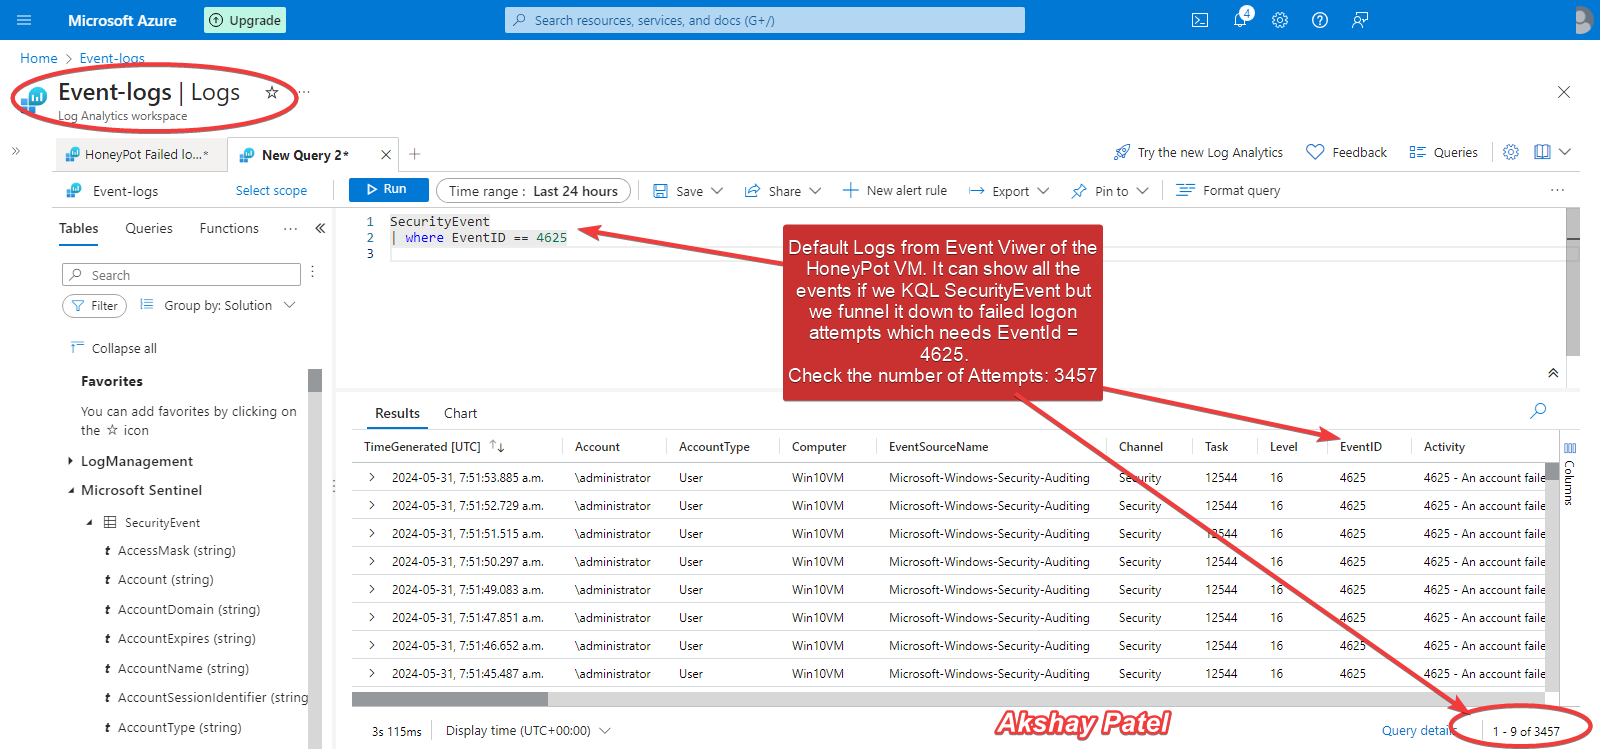 Microsoft Azure
Upgrade
Search resources, services, and docs (G+/)
4
Home > Event-logs
Event-logs | Logs
Log Analytics workspace
HoneyPot Failed lo...*
New Query 2*
Try the new Log Analytics
Feedback
Queries
Event-logs
Select scope
Run
Time range : Last 24 hours
Save
Share
New alert rule
Export
Pin to
Format query
Tables
Queries
Functions
Search
Filter
Group by: Solution
Collapse all
Favorites
You can add favorites by clicking on
the ☆ icon
LogManagement
Microsoft Sentinel
SecurityEvent
t AccessMask (string)
t Account (string)
t AccountDomain (string)
t AccountExpires (string)
t AccountName (string)
t AccountSessionIdentifier (string
t AccountType (string)
1 SecurityEvent
2 | where EventID == 4625
3
Default Logs from Event Viwer of the
HoneyPot VM. It can show all the
events if we KQL SecurityEvent but
we funnel it down to failed logon
attempts which needs EventId =
4625.
Check the number of Attempts: 3457
Results
Chart
TimeGenerated [UTC] Account AccountType Computer EventSourceName Channel Task Level EventID Activity
2024-05-31, 7:51:53.885 a.m. \administrator User Win10VM Microsoft-Windows-Security-Auditing Security 12544 16 4625 4625 - An account faile
2024-05-31, 7:51:52.729 a.m. \administrator User Win10VM Microsoft-Windows-Security-Auditing Security 12544 16 4625 4625 - An account faile
2024-05-31, 7:51:51.515 a.m. \administrator User Win10VM Microsoft-Windows-Security-Auditing Security 12544 16 4625 4625 - An account faile
2024-05-31, 7:51:50.297 a.m. \administrator User Win10VM Microsoft-Windows-Security-Auditing Security 12544 16 4625 4625 - An account faile
2024-05-31, 7:51:49.083 a.m. \administrator User Win10VM Microsoft-Windows-Security-Auditing Security 12544 16 4625 4625 - An account faile
2024-05-31, 7:51:47.851 a.m. \administrator User Win10VM Microsoft-Windows-Security-Auditing Security 12544 16 4625 4625 - An account faile
2024-05-31, 7:51:46.652 a.m. \administrator User Win10VM Microsoft-Windows-Security-Auditing Security 12544 16 4625 4625 - An account faile
2024-05-31, 7:51:45.487 a.m. \administrator User Win10VM Microsoft-Windows-Security-Auditing Security 12544 16 4625 4625 - An account faile
Columns
3s 115ms
Display time (UTC+00:00)
Akshay Patel
Query details
1 - 9 of 3457